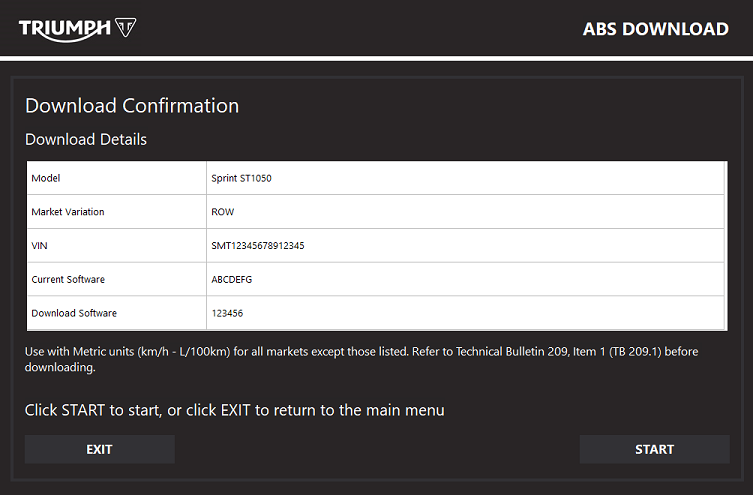 TRIUMPH
ABS DOWNLOAD
Download Confirmation
Download Details
Model Sprint ST1050
Market Variation ROW
VIN SMT12345678912345
Current Software ABCDEFG
Download Software 123456
Use with Metric units (km/h - L/100km) for all markets except those listed. Refer to Technical Bulletin 209, Item 1 (TB 209.1) before
downloading.
Click START to start, or click EXIT to return to the main menu
EXIT START